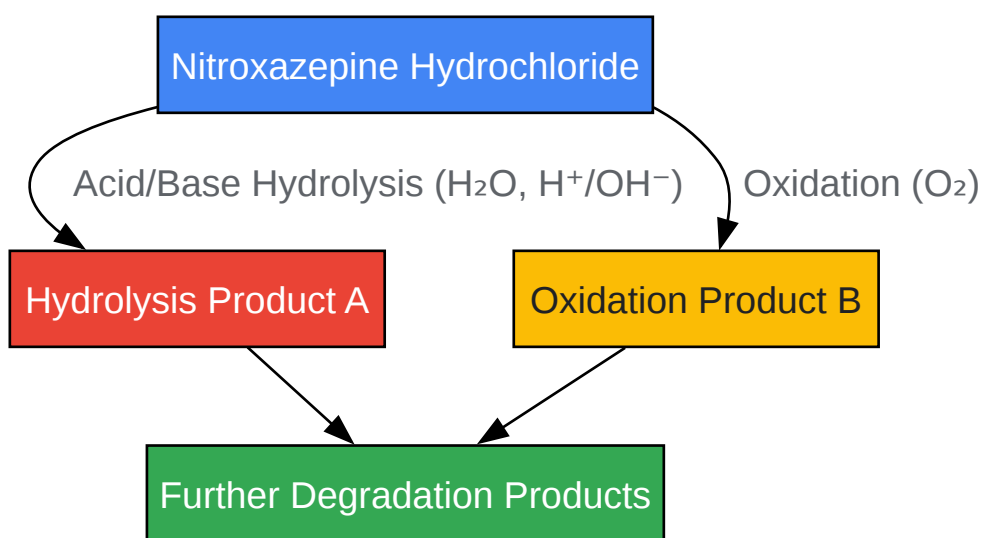 Nitroxazepine Hydrochloride
Acid/Base Hydrolysis (H₂O, H⁺/OH⁻)
Oxidation (O₂)
Hydrolysis Product A
Oxidation Product B
Further Degradation Products